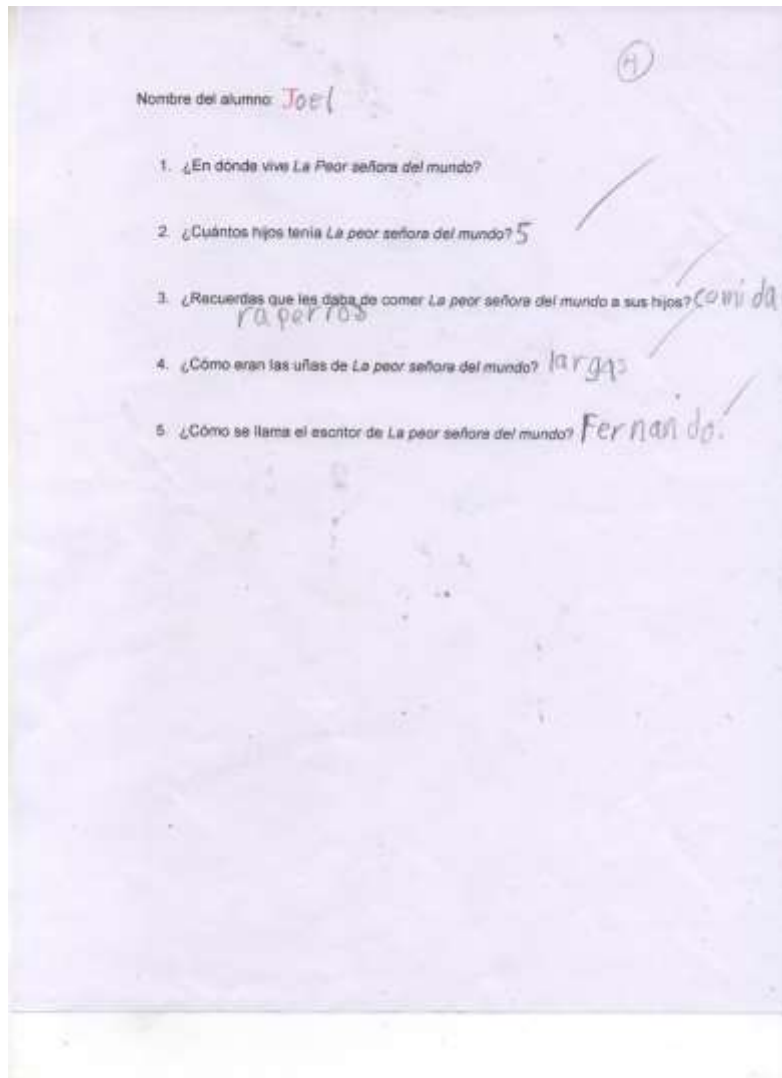 4
Nombre del alumno: Joel
1. ¿En dónde vive La Peor señora del mundo?
2. ¿Cuántos hijos tenía La peor señora del mundo? 5
3. ¿Recuerdas que les daba de comer La peor señora del mundo a sus hijos? comida
raperros
4. ¿Cómo eran las uñas de La peor señora del mundo? largas
5. ¿Cómo se llama el escritor de La peor señora del mundo? Fernando.